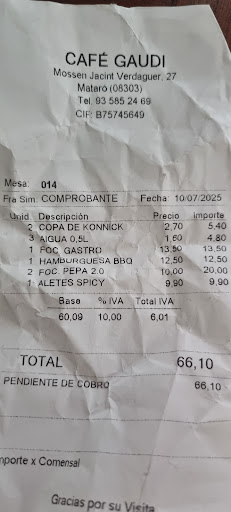 CAFÉ GAUDI
Mossen Jacint Verdaguer, 27
Mataró (08303)
Tel. 93 585 24 69
CIF: B75745649
Mesa: 014
Fra Sim: COMPROBANTE Fecha: 10/07/2025
Unid Descripción Precio Importe
2 COPA DE KONNICK 2,70 5,40
3 AIGUA 0,5L 1,60 4,80
1 FOC. GASTRO 13,50 13,50
1 HAMBURGUESA BBQ 12,50 12,50
2 FOC. PEPA 2.0 10,00 20,00
1 ALETES SPICY 9,90 9,90
Base % IVA Total IVA
60,09 10,00 6,01
TOTAL 66,10
PENDIENTE DE COBRO 66,10
mporte x Comensal
Gracias por su Visita